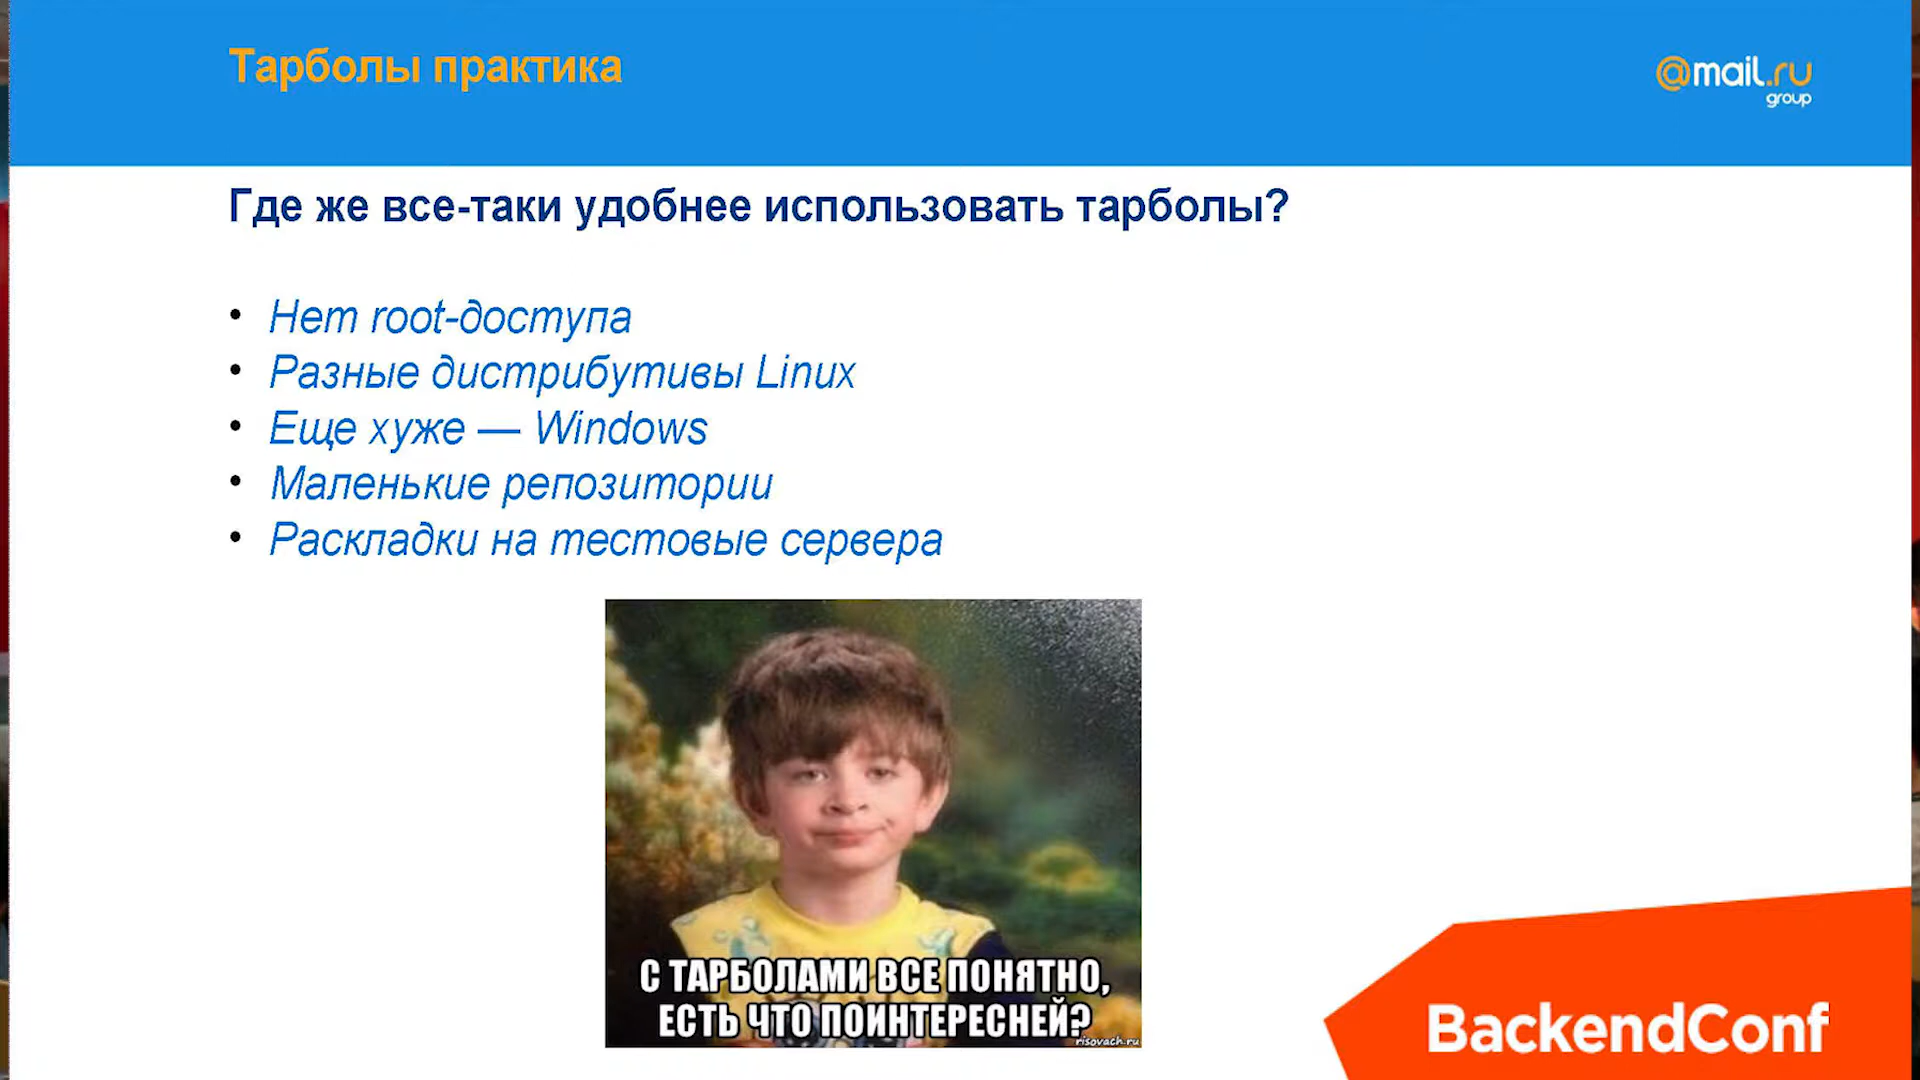 Тарболы практика
@mail.ru
group
Где же все-таки удобнее использовать тарболы?
• Нет root-доступа
• Разные дистрибутивы Linux
• Еще хуже — Windows
• Маленькие репозитории
• Раскладки на тестовые сервера
С ТАРБОЛАМИ ВСЕ ПОНЯТНО,
ЕСТЬ ЧТО ПОИНТЕРЕСНЕЙ?
risovach.ru
BackendConf